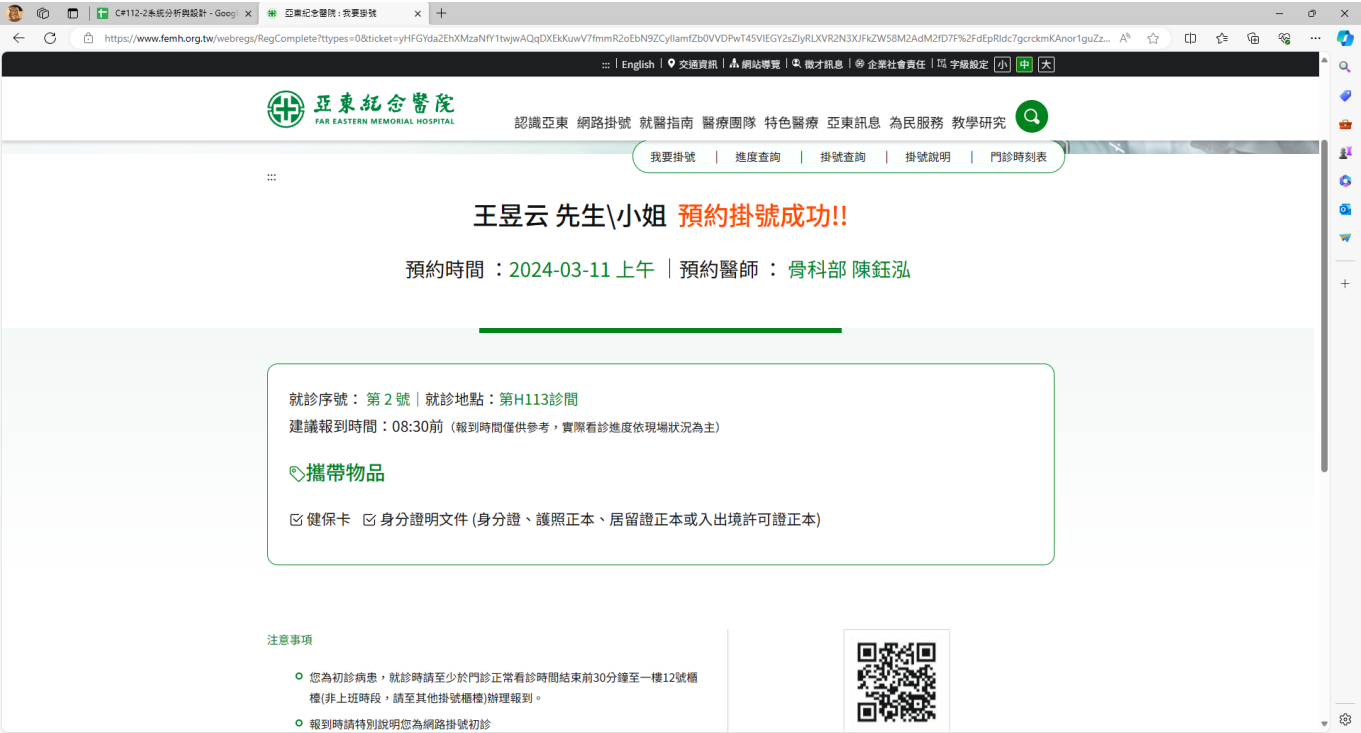 C#112-2系統分析與設計 - Googl
亞東紀念醫院 : 我要掛號
https://www.femh.org.tw/webregs/RegComplete?ttypes=0&ticket=
::: | English | 交通資訊 | 網站導覽 | 徵才訊息 | 企業社會責任 | 字級設定 小 中 大
亞東紀念醫院
FAR EASTERN MEMORIAL HOSPITAL
認識亞東 網路掛號 就醫指南 醫療團隊 特色醫療 亞東訊息 為民服務 教學研究
我要掛號 | 進度查詢 | 掛號查詢 | 掛號說明 | 門診時刻表
:::
王昱云 先生\小姐 預約掛號成功!!
預約時間 ：2024-03-11 上午 ｜預約醫師 ： 骨科部 陳鈺泓
就診序號： 第 2 號｜就診地點：第H113診間
建議報到時間：08:30前（報到時間僅供參考，實際看診進度依現場狀況為主）
攜帶物品
健保卡 身分證明文件 (身分證、護照正本、居留證正本或入出境許可證正本)
注意事項
您為初診病患，就診時請至少於門診正常看診時間結束前30分鐘至一樓12號櫃
檯(非上班時段，請至其他掛號櫃檯)辦理報到。
報到時請特別說明您為網路掛號初診